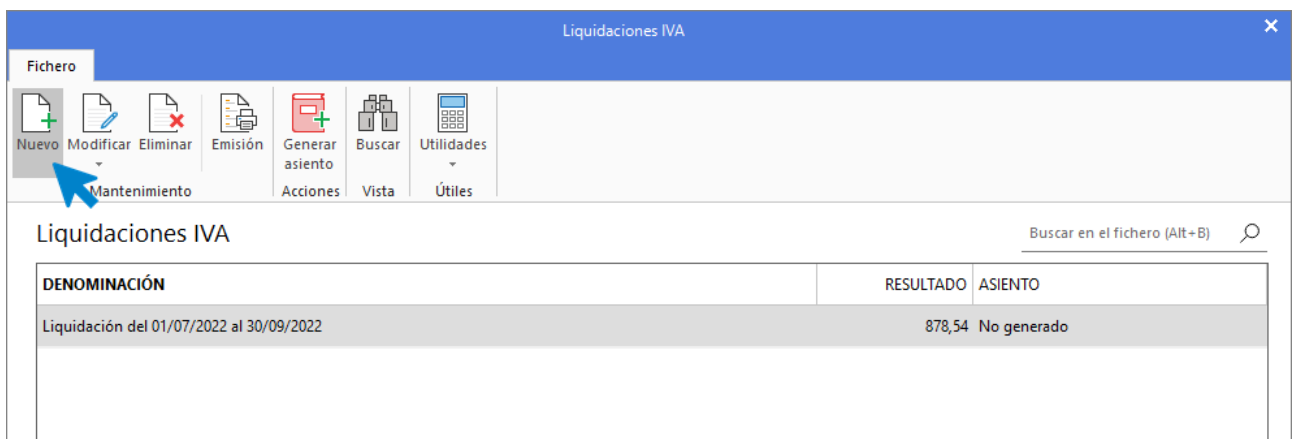 Liquidaciones IVA
Fichero
Nuevo Modificar Eliminar Emisión Generar asiento Buscar Utilidades
Mantenimiento Acciones Vista Útiles
Liquidaciones IVA
Buscar en el fichero (Alt+B)
DENOMINACIÓN RESULTADO ASIENTO
Liquidación del 01/07/2022 al 30/09/2022 878,54 No generado